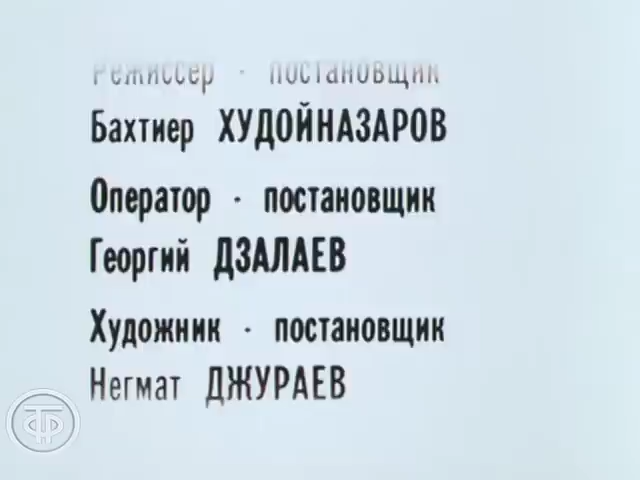 Режиссер · постановщик
Бахтиер ХУДОЙНАЗАРОВ
Оператор · постановщик
Георгий ДЗАЛАЕВ
Художник · постановщик
Негмат ДЖУРАЕВ